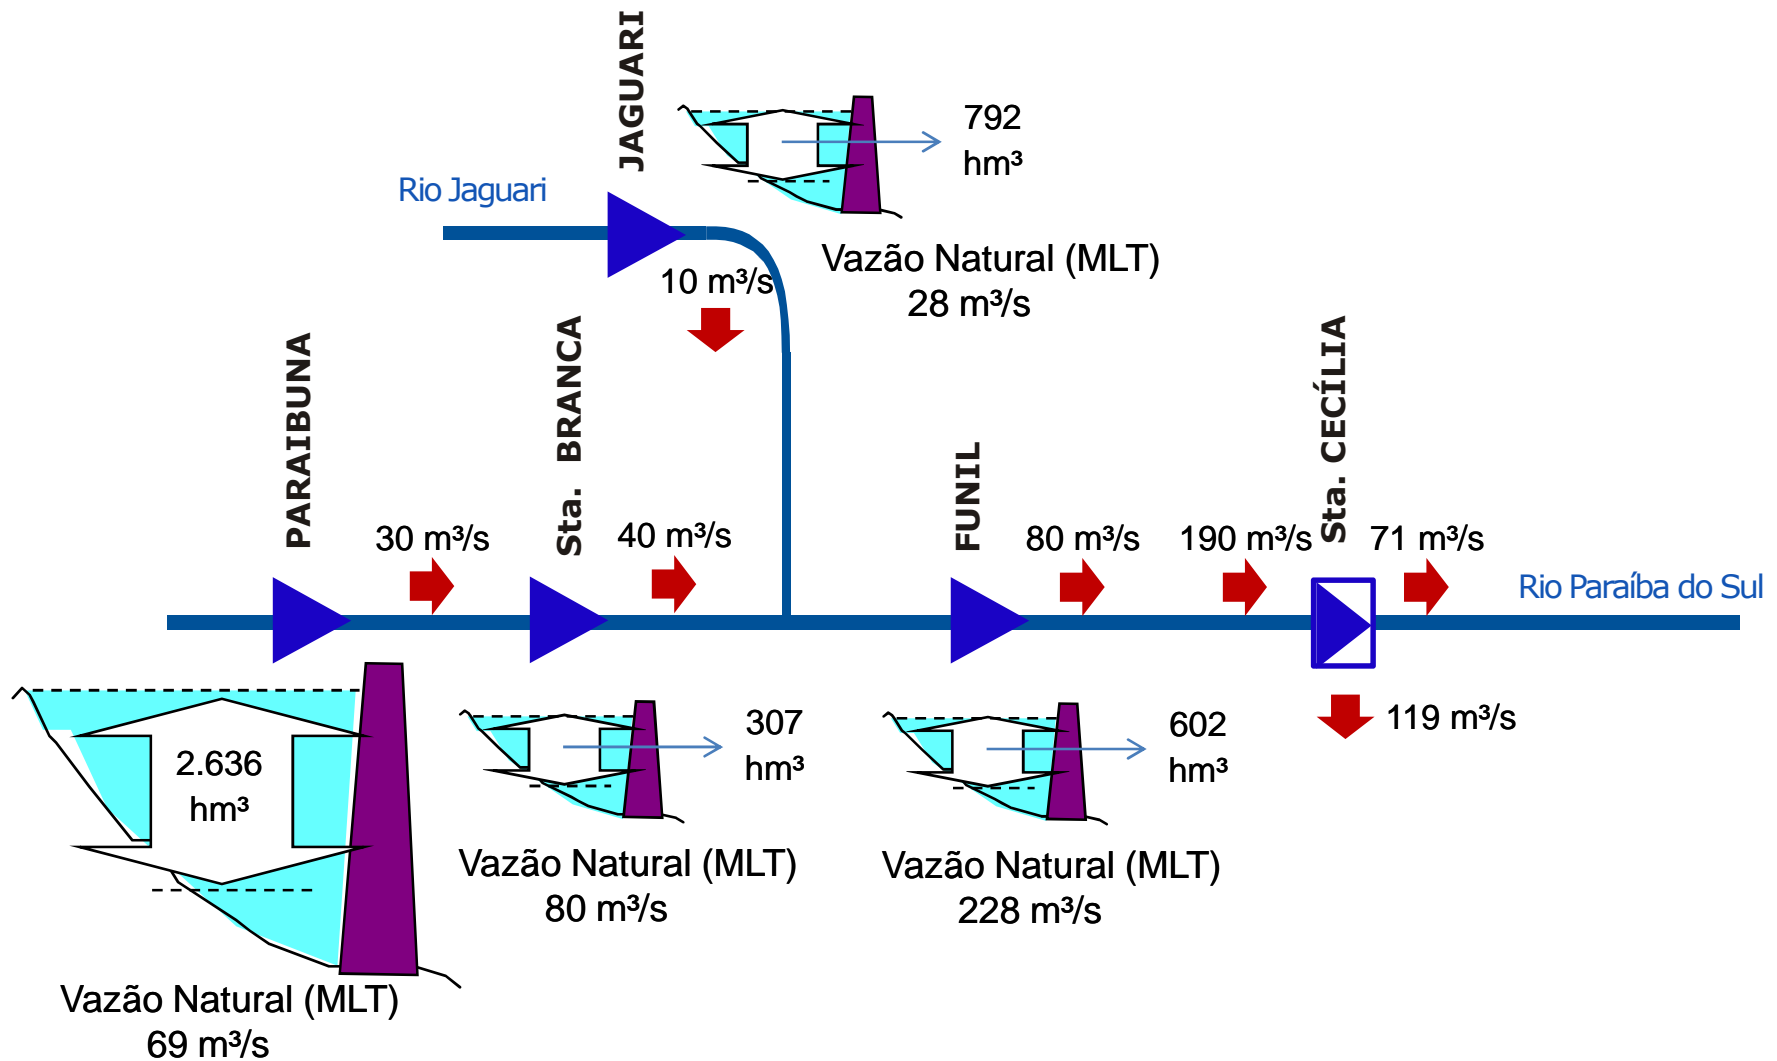 JAGUARI
792
hm³
Rio Jaguari
Vazão Natural (MLT)
28 m³/s
10 m³/s
PARAIBUNA
Sta. BRANCA
FUNIL
Sta. CECÍLIA
30 m³/s
40 m³/s
80 m³/s
190 m³/s
71 m³/s
Rio Paraíba do Sul
119 m³/s
2.636
hm³
307
hm³
602
hm³
Vazão Natural (MLT)
80 m³/s
Vazão Natural (MLT)
228 m³/s
Vazão Natural (MLT)
69 m³/s